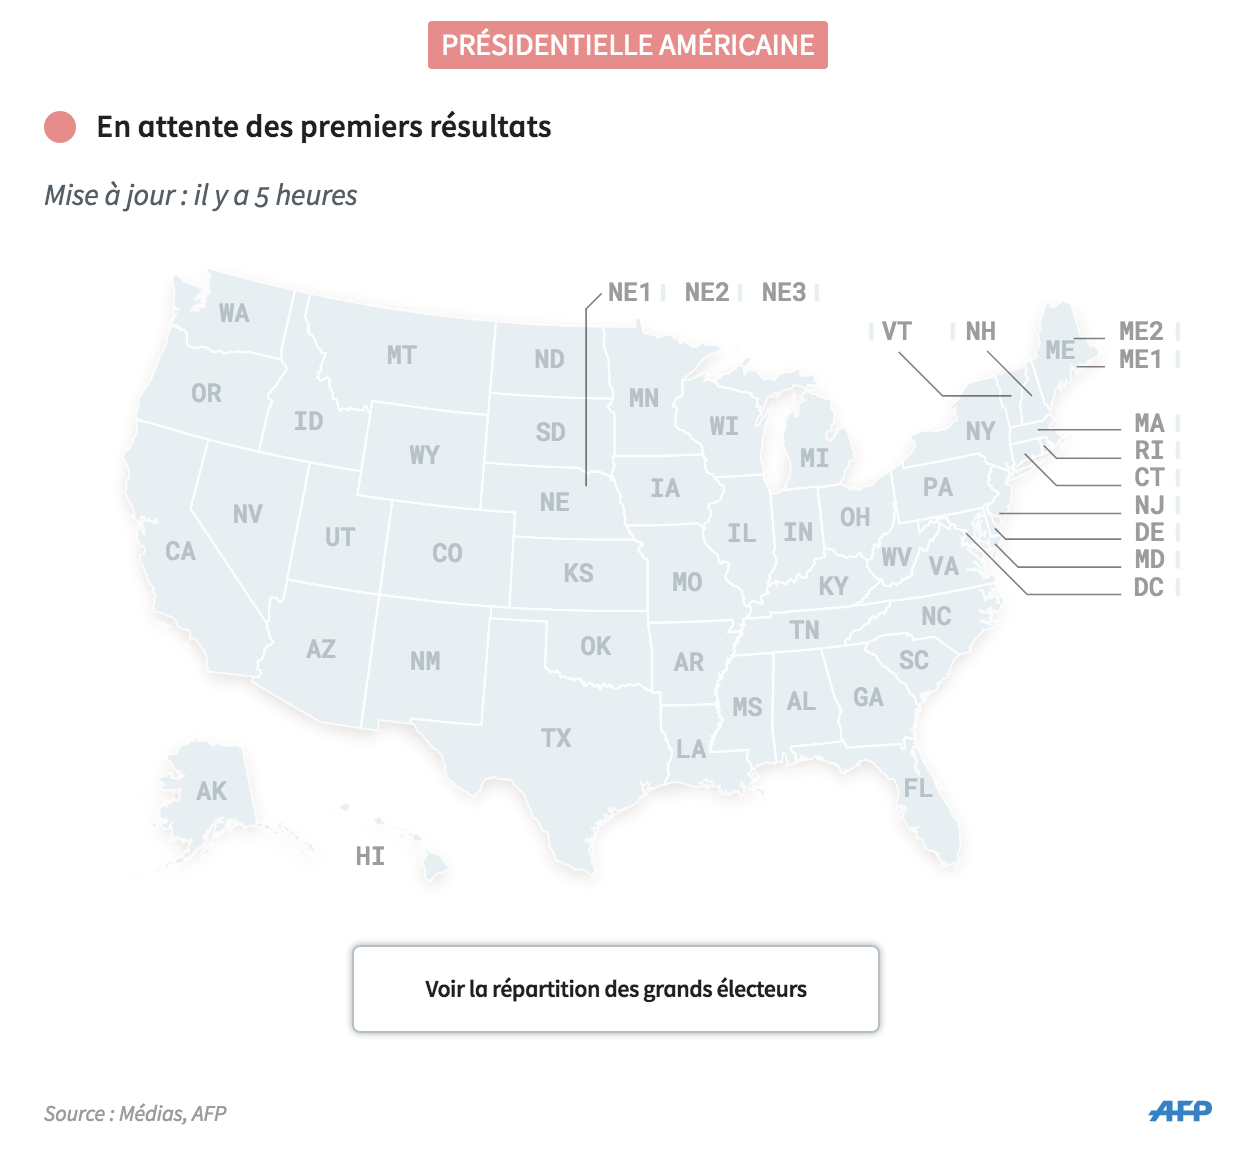 PRÉSIDENTIELLE AMÉRICAINE
En attente des premiers résultats
Mise à jour : il y a 5 heures
NE1 NE2 NE3
WA
VT NH ME2
ME
ME1
MT ND
OR
MN
ID
SD
WI
MA
NY
RI
WY
MI
CT
IA
PA
NE
NJ
NV
OH
UT
IL IN
DE
CA
CO
WV
MD
VA
KS
MO
KY
DC
NC
TN
AZ
OK
NM
AR
SC
MS AL GA
TX
LA
AK
FL
HI
Voir la répartition des grands électeurs
Source : Médias, AFP
AFP